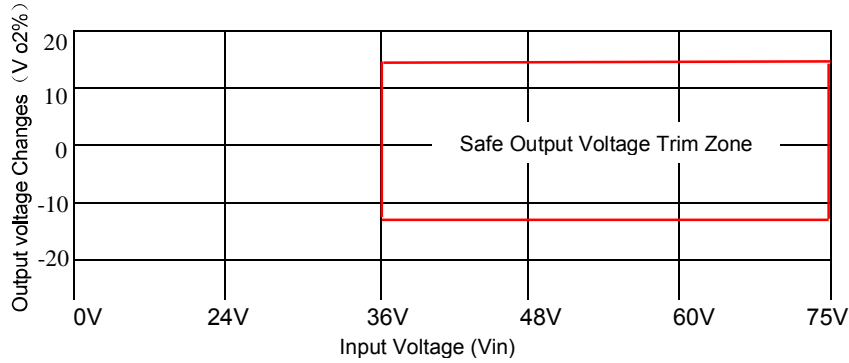 Output voltage Changes（V o2%）
20
10
0
-10
-20
Safe Output Voltage Trim Zone
0V 24V 36V 48V 60V 75V
Input Voltage (Vin)